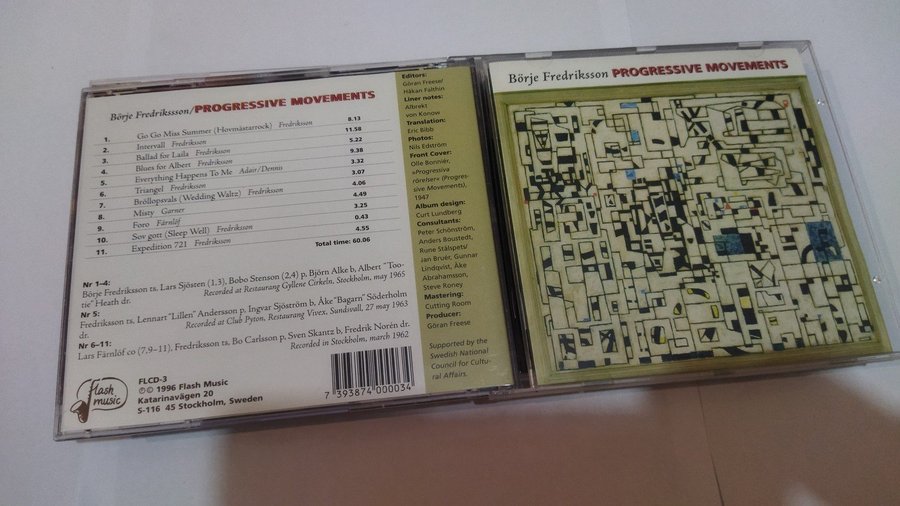 Börje Fredrikssson/PROGRESSIVE MOVEMENTS
1. Go Go Miss Summer (Hovmästarrock) Fredriksson 8.13
2. Intervall Fredriksson 11.58
3. Ballad for Laila Fredriksson 5.22
4. Blues for Albert Fredriksson 9.38
5. Everything Happens To Me Adair/Dennis 3.32
6. Triangel Fredriksson 3.07
7. Bröllopsvals (Wedding Waltz) Fredriksson 4.06
8. Misty Garner 4.49
9. Foro Färnlöf 3.25
10. Sov gott (Sleep Well) Fredriksson 0.43
11. Expedition 721 Fredriksson 4.55
Total time: 60.06
Nr 1–4:
Börje Fredriksson ts, Lars Sjösten (1,3), Bobo Stenson (2,4) p, Björn Alke b, Albert "Too-
tie" Heath dr.
Recorded at Restaurang Gyllene Cirkeln, Stockholm, may 1965
Nr 5:
Fredriksson ts, Lennart "Lillen" Andersson p, Ingvar Sjöström b, Åke "Bagarn" Söderholm
dr.
Recorded at Club Pyton, Restaurang Vivex, Sundsvall, 27 may 1963
Nr 6–11:
Lars Färnlöf co (7,9–11), Fredriksson ts, Bo Carlsson p, Sven Skantz b, Fredrik Norén dr.
Recorded in Stockholm, march 1962
flash
music
FLCD-3
℗© 1996 Flash Music
Katarinavägen 20
S-116 45 Stockholm, Sweden
7 393874 000034
Editors:
Göran Freese/
Håkan Falthin
Liner notes:
Albrekt
von Konow
Translation:
Eric Bibb
Photos:
Nils Edström
Front Cover:
Olle Bonniér,
»Progressiva
rörelser« (Progres-
sive Movements),
1947
Album design:
Curt Lundberg
Consultants:
Peter Schönström,
Anders Boustedt,
Rune Stålspets/
Jan Bruér, Gunnar
Lindqvist, Åke
Abrahamsson,
Steve Roney
Mastering:
Cutting Room
Producer:
Göran Freese
Supported by the
Swedish National
Council for Cultu-
ral Affairs.
Börje Fredriksson PROGRESSIVE MOVEMENTS